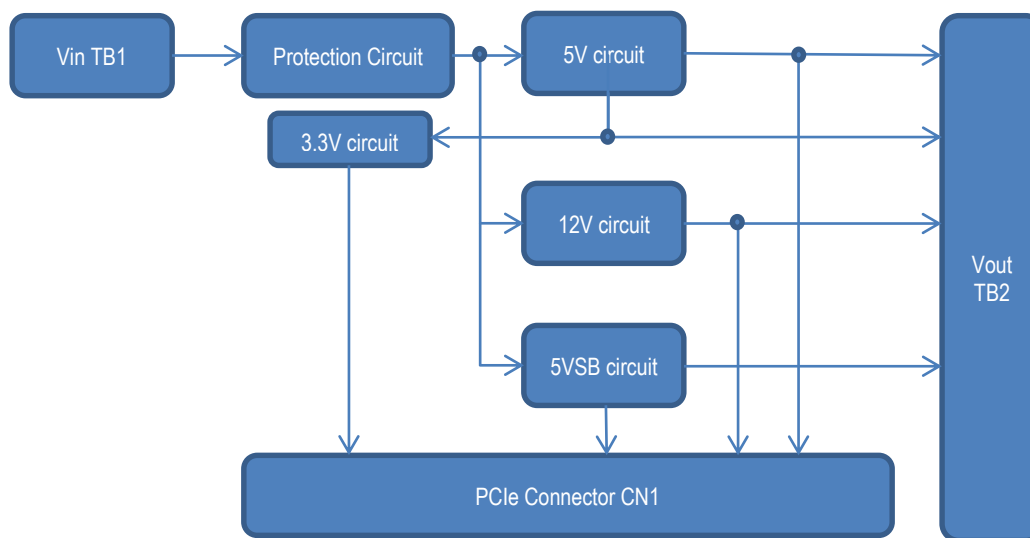 Vin TB1
Protection Circuit
5V circuit
3.3V circuit
12V circuit
Vout
TB2
5VSB circuit
PCIe Connector CN1